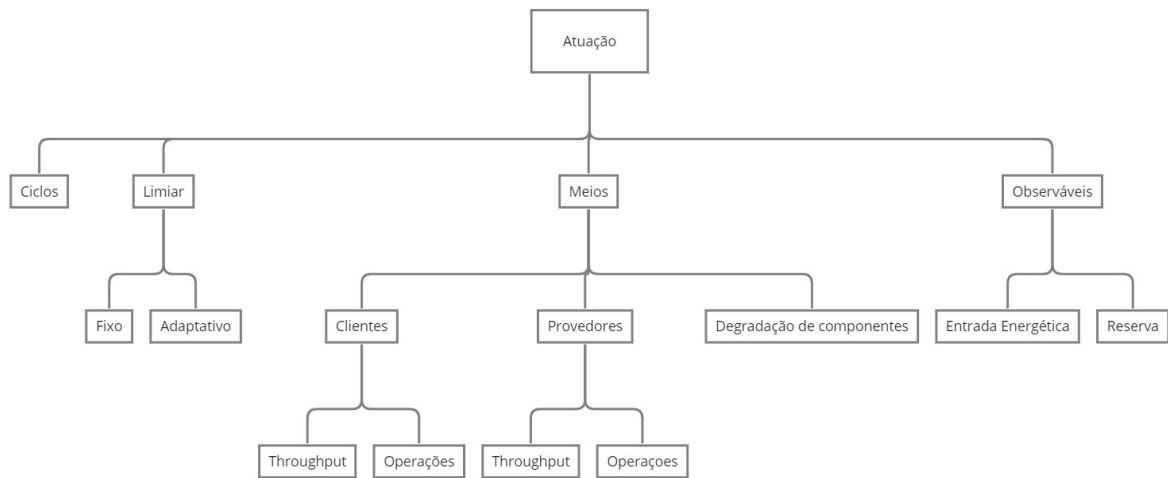 Atuação
Ciclos
Limiar
Meios
Observáveis
Fixo
Adaptativo
Clientes
Provedores
Degradação de componentes
Entrada Energética
Reserva
Throughput
Operações
Throughput
Operaçoes